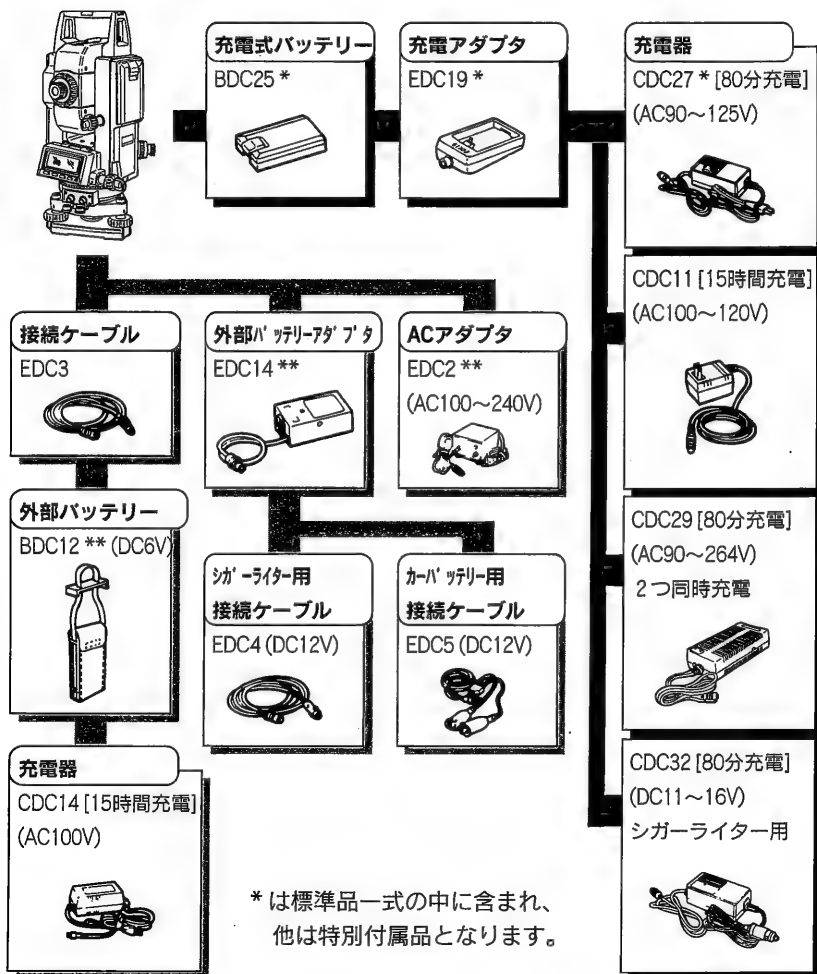 充電式バッテリー
BDC25 *
充電アダプタ
EDC19 *
充電器
CDC27 * [80分充電]
(AC90〜125V)
CDC11 [15時間充電]
(AC100〜120V)
CDC29 [80分充電]
(AC90〜264V)
2つ同時充電
CDC32 [80分充電]
(DC11〜16V)
シガーライター用
接続ケーブル
EDC3
外部バッテリーアダプタ
EDC14 **
ACアダプタ
EDC2 **
(AC100〜240V)
外部バッテリー
BDC12 ** (DC6V)
シガーライター用
接続ケーブル
EDC4 (DC12V)
カーバッテリー用
接続ケーブル
EDC5 (DC12V)
充電器
CDC14 [15時間充電]
(AC100V)
* は標準品一式の中に含まれ、
他は特別付属品となります。